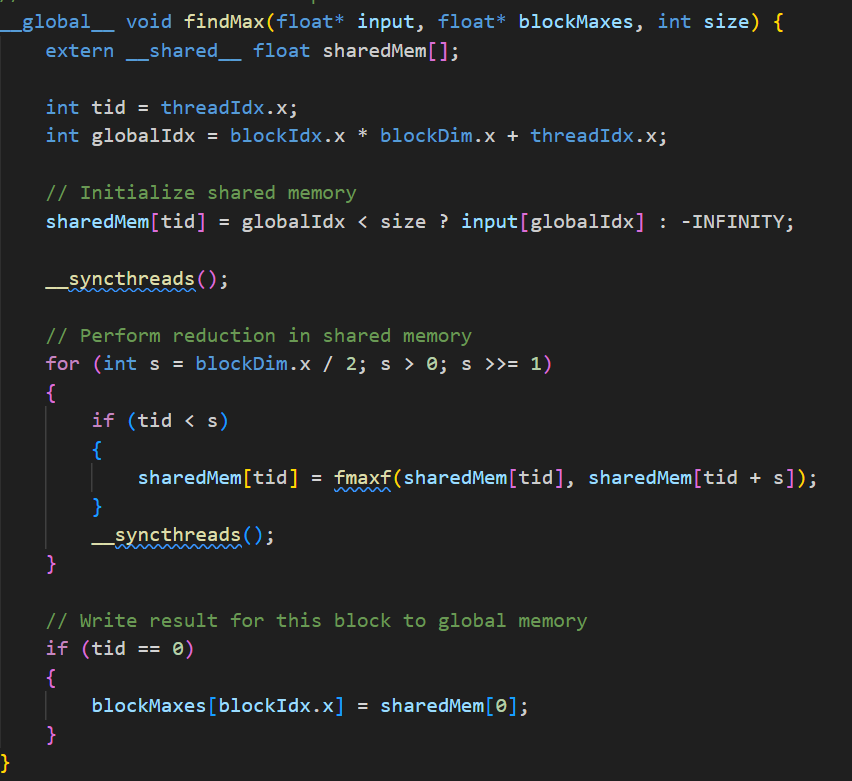 __global__ void findMax(float* input, float* blockMaxes, int size) {
    extern __shared__ float sharedMem[];

    int tid = threadIdx.x;
    int globalIdx = blockIdx.x * blockDim.x + threadIdx.x;

    // Initialize shared memory
    sharedMem[tid] = globalIdx < size ? input[globalIdx] : -INFINITY;

    __syncthreads();

    // Perform reduction in shared memory
    for (int s = blockDim.x / 2; s > 0; s >>= 1)
    {
        if (tid < s)
        {
            sharedMem[tid] = fmaxf(sharedMem[tid], sharedMem[tid + s]);
        }
        __syncthreads();
    }

    // Write result for this block to global memory
    if (tid == 0)
    {
        blockMaxes[blockIdx.x] = sharedMem[0];
    }
}